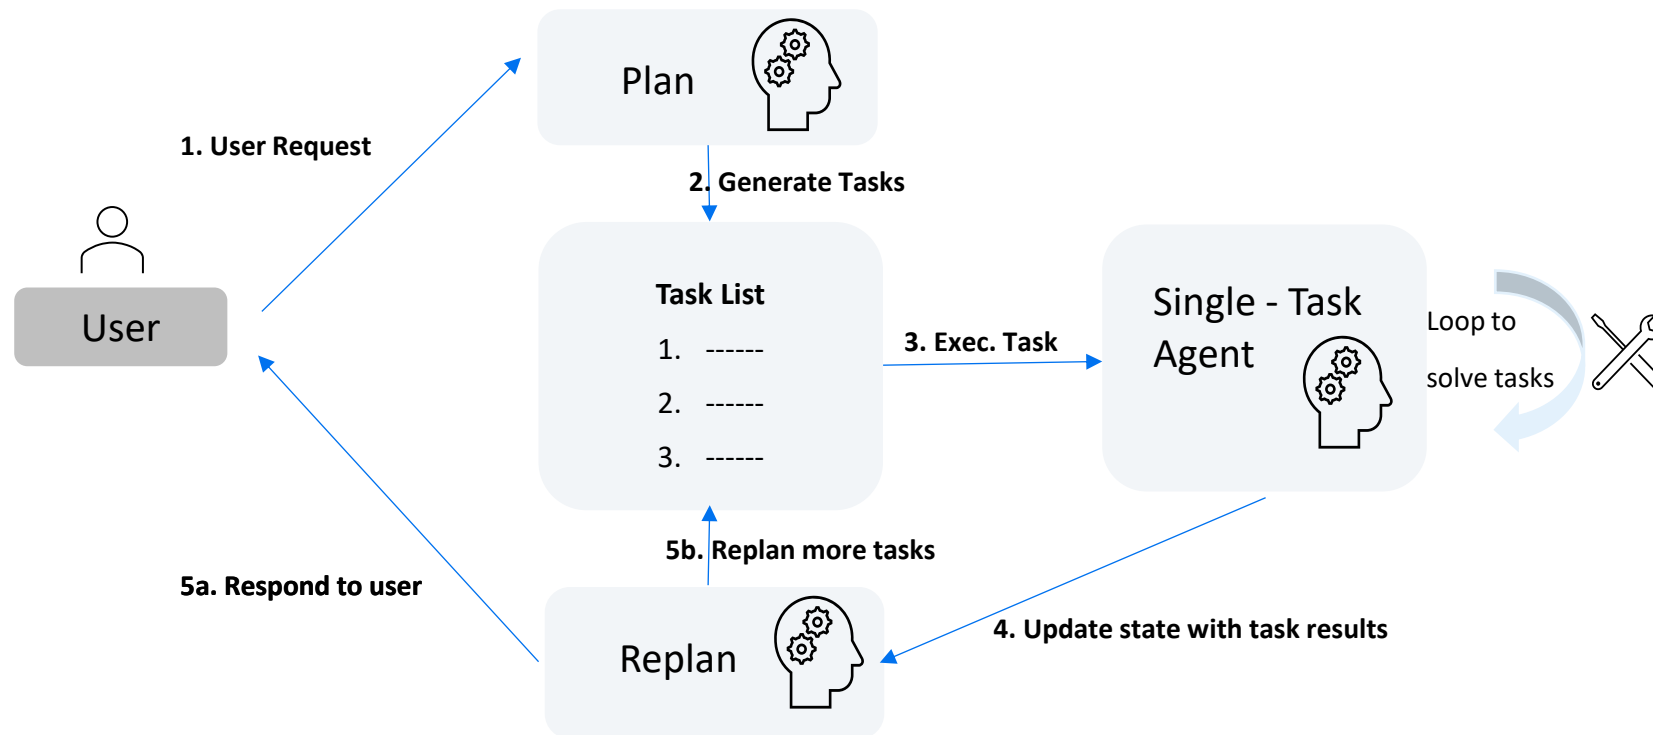 Plan
1. User Request
2. Generate Tasks
User
Task List
1. ------
2. ------
3. ------
3. Exec. Task
Single - Task
Agent
Loop to
solve tasks
5b. Replan more tasks
5a. Respond to user
Replan
4. Update state with task results